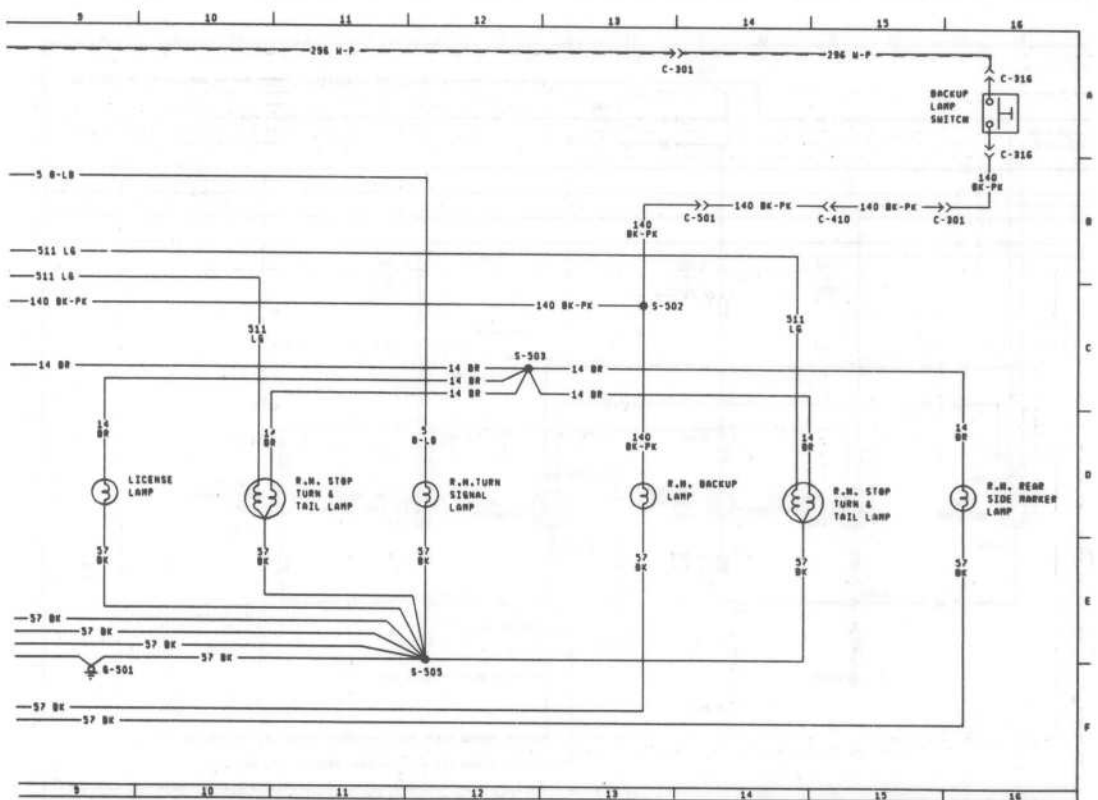 9 10 11 12 13 14 15 16
296 W-P
C-301
296 W-P
C-316
BACKUP
LAMP
SWITCH
A
C-316
5 O-LB
140
BK-PK
140 BK-PK
140 BK-PK
C-501
C-410
C-301
B
140
BK-PK
511 LG
511 LG
140 BK-PK
140 BK-PK
S-502
511
LG
511
LG
C
S-503
14 BR
14 BR
14 BR
14 BR
14 BR
14 BR
14
BR
14
BR
5
O-LB
140
BK-PK
14
BR
14
BR
LICENSE
LAMP
R.H. STOP
TURN &
TAIL LAMP
R.H.TURN
SIGNAL
LAMP
R.H. BACKUP
LAMP
R.H. STOP
TURN &
TAIL LAMP
R.H. REAR
SIDE MARKER
LAMP
D
57
BK
57
BK
57
BK
57
BK
57
BK
57
BK
E
57 BK
57 BK
57 BK
57 BK
G-501
S-505
57 BK
57 BK
F
9 10 11 12 13 14 15 16